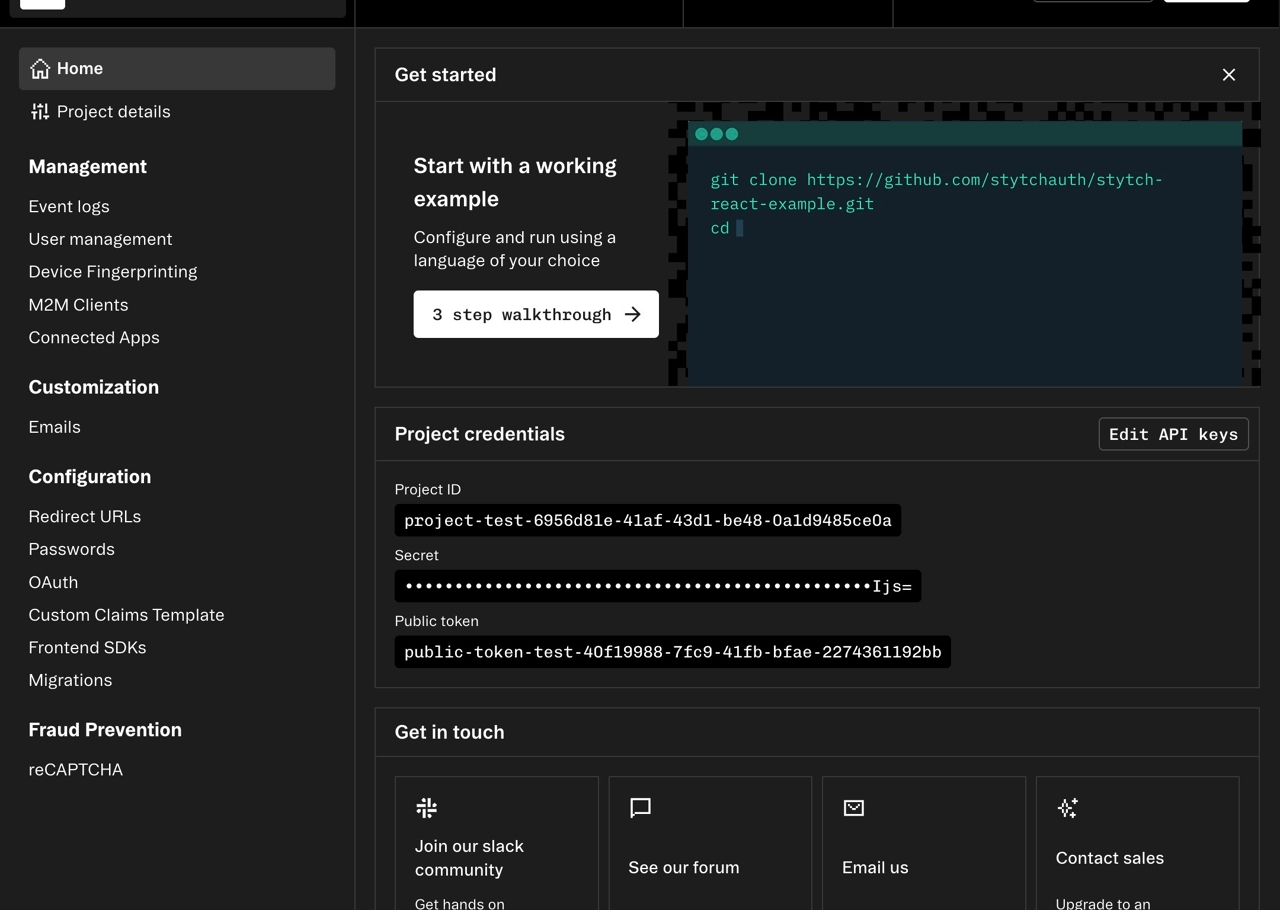 Home
Project details
Management
Event logs
User management
Device Fingerprinting
M2M Clients
Connected Apps
Customization
Emails
Configuration
Redirect URLs
Passwords
OAuth
Custom Claims Template
Frontend SDKs
Migrations
Fraud Prevention
reCAPTCHA
Get started
Start with a working
example
Configure and run using a
language of your choice
3 step walkthrough
git clone https://github.com/stytchauth/stytch-
react-example.git
cd
Project credentials
Edit API keys
Project ID
project-test-6956d81e-41af-43d1-be48-0a1d9485ce0a
Secret
•••••••••••••••••••••••••••••••••••••••••••••••Ijs=
Public token
public-token-test-40f19988-7fc9-41fb-bfae-2274361192bb
Get in touch
Join our slack
community
Get hands on
See our forum
Email us
Contact sales
Upgrade to an